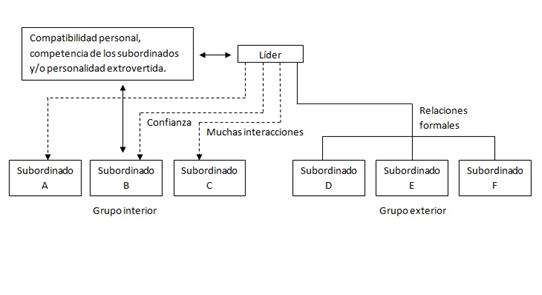 Compatibilidad personal,
competencia de los subordinados
y/o personalidad extrovertida.
Líder
Confianza
Muchas interacciones
Relaciones
formales
Subordinado
A
Subordinado
B
Subordinado
C
Subordinado
D
Subordinado
E
Subordinado
F
Grupo interior
Grupo exterior